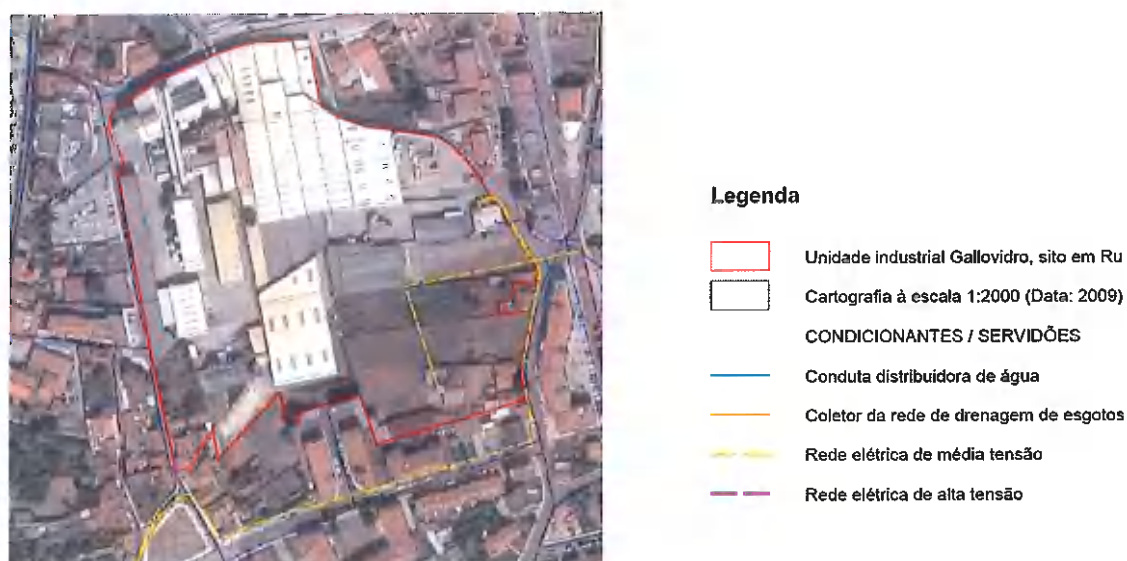 Legenda
Unidade industrial Gallovidro, sito em Ru
Cartografia à escala 1:2000 (Data: 2009)
CONDICIONANTES / SERVIDÕES
Conduta distribuidora de água
Coletor da rede de drenagem de esgotos
Rede elétrica de média tensão
Rede elétrica de alta tensão